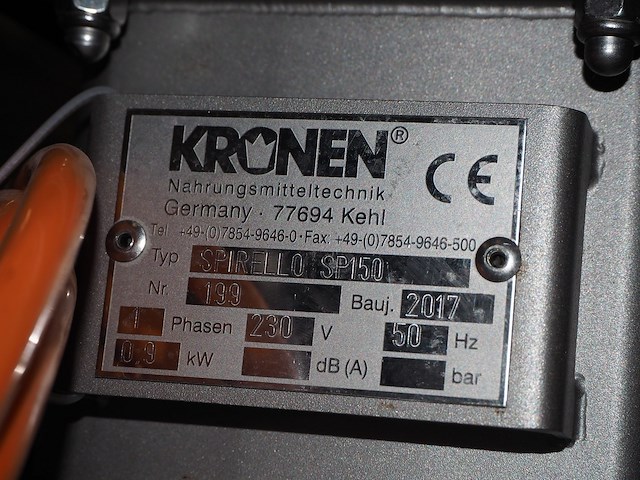 KRONEN®
CE
Nahrungsmitteltechnik
Germany · 77694 Kehl
Tel. +49-(0)7854-9646-0 · Fax: +49-(0)7854-9646-500
Typ SPIRELLO SP150
Nr. 199 Bauj. 2017
1 Phasen 230 V 50 Hz
0.9 kW dB (A) bar